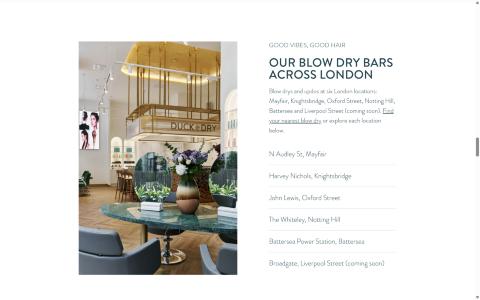 GOOD VIBES, GOOD HAIR
OUR BLOW DRY BARS
ACROSS LONDON
Blow drys and updos at six London locations:
Mayfair, Knightsbridge, Oxford Street, Notting Hill,
Battersea and Liverpool Street (coming soon). Find
your nearest blow dry or explore each location
below.
DUCK & DRY
N Audley St, Mayfair
Harvey Nichols, Knightsbridge
John Lewis, Oxford Street
The Whiteley, Notting Hill
Battersea Power Station, Battersea
Broadgate, Liverpool Street (coming soon)